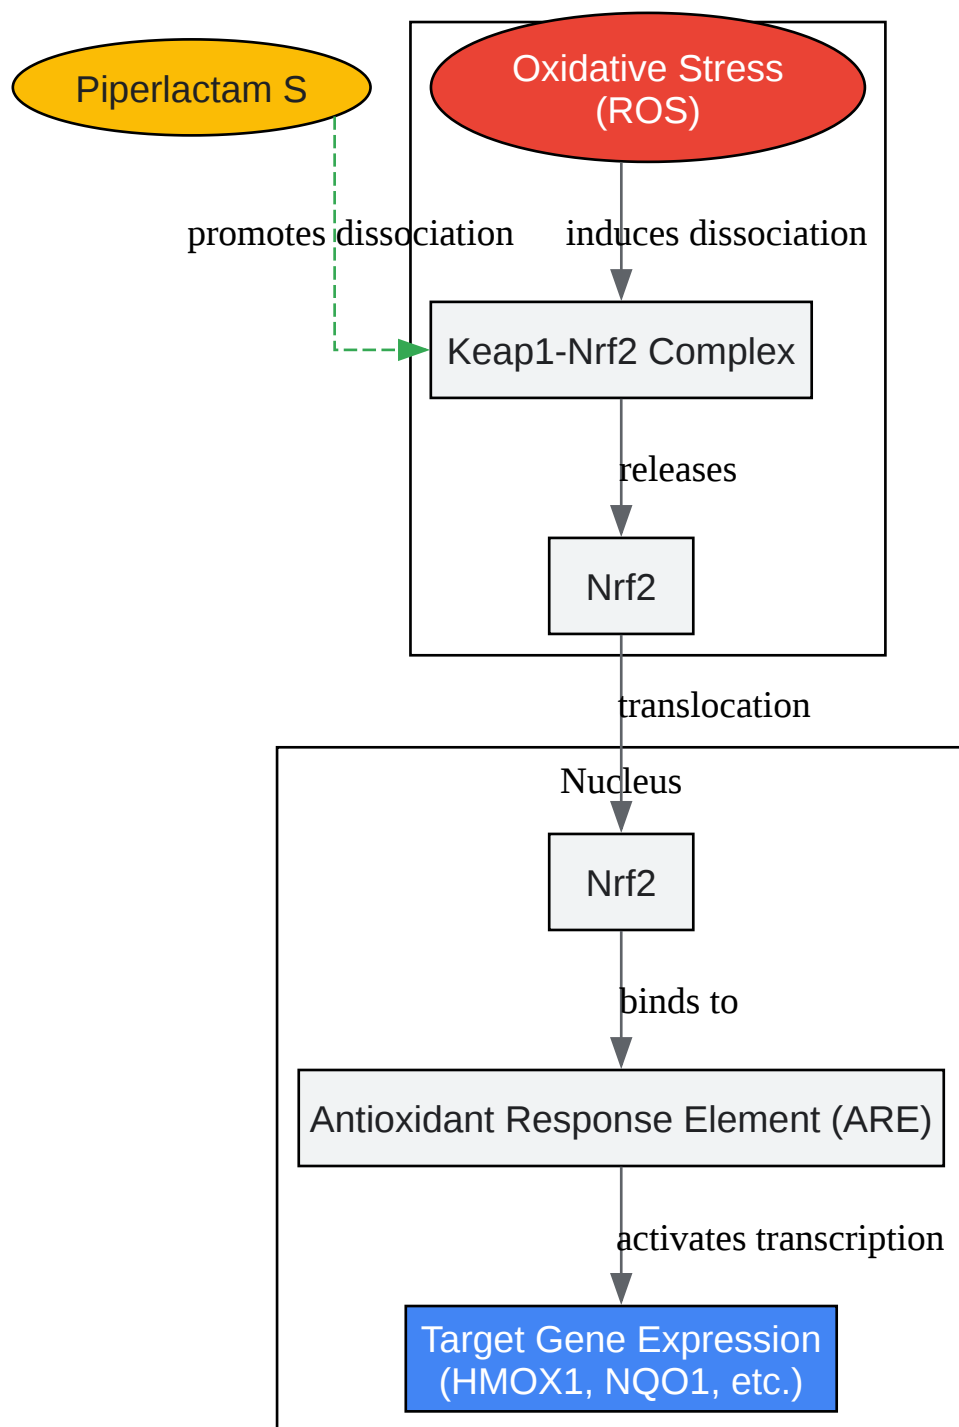 Piperlactam S
Oxidative Stress
(ROS)
promotes dissociation
induces dissociation
Keap1-Nrf2 Complex
releases
Nrf2
translocation
Nucleus
Nrf2
binds to
Antioxidant Response Element (ARE)
activates transcription
Target Gene Expression
(HMOX1, NQO1, etc.)